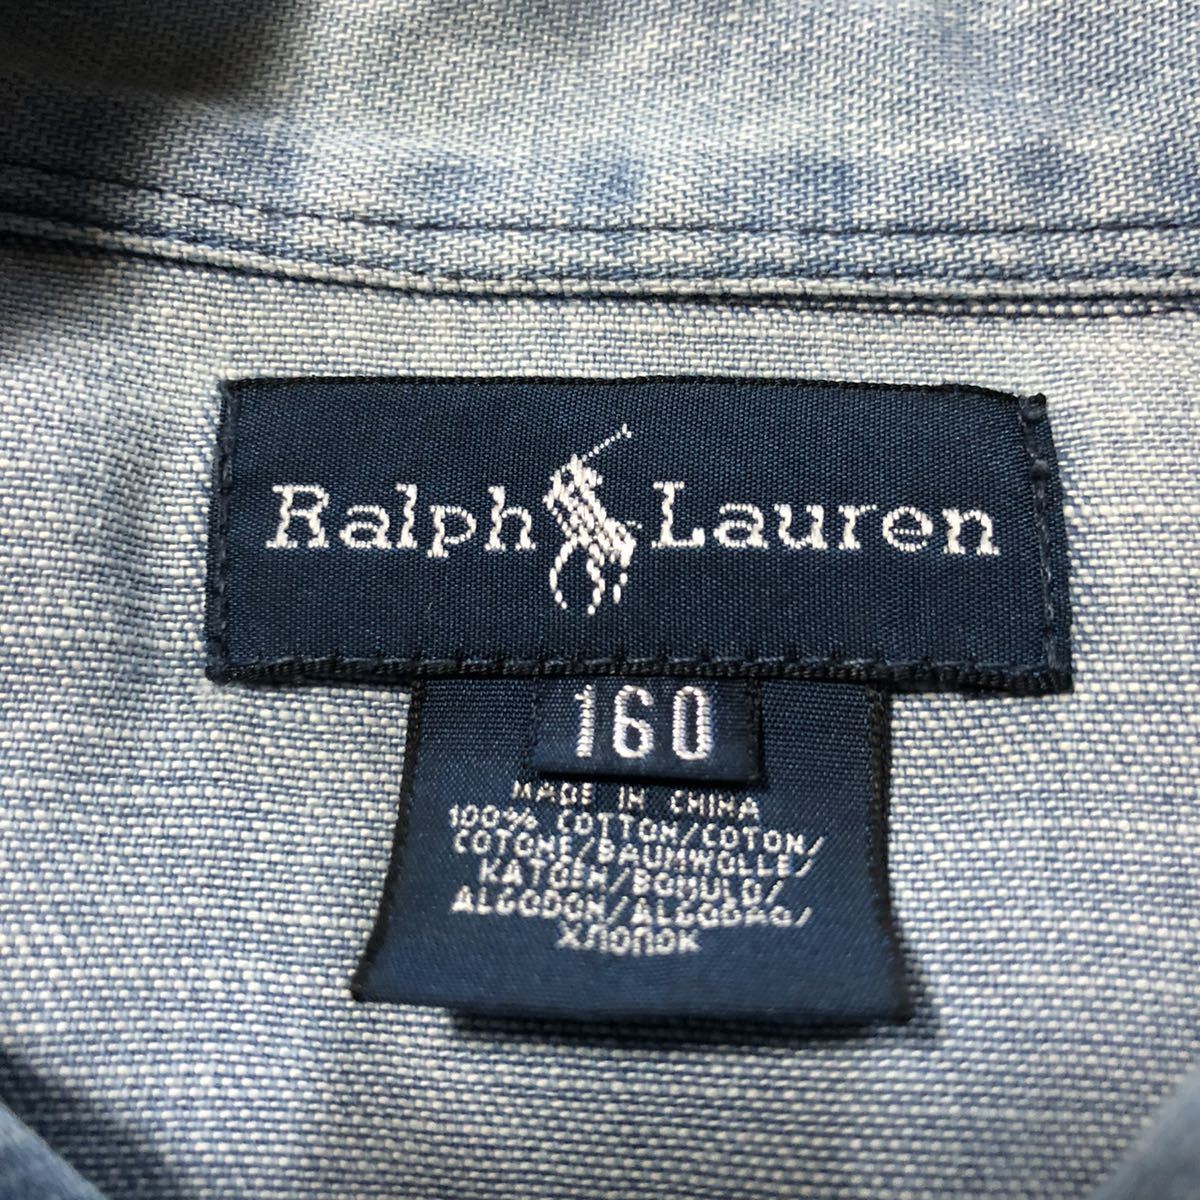 Ralph Lauren
160
MADE IN CHINA
100% COTTON/COTON/
COTONE/BAUMWOLLE/
KATOEN/BOMULD/
ALGODON/ALGODAO/
ХЛОПОК